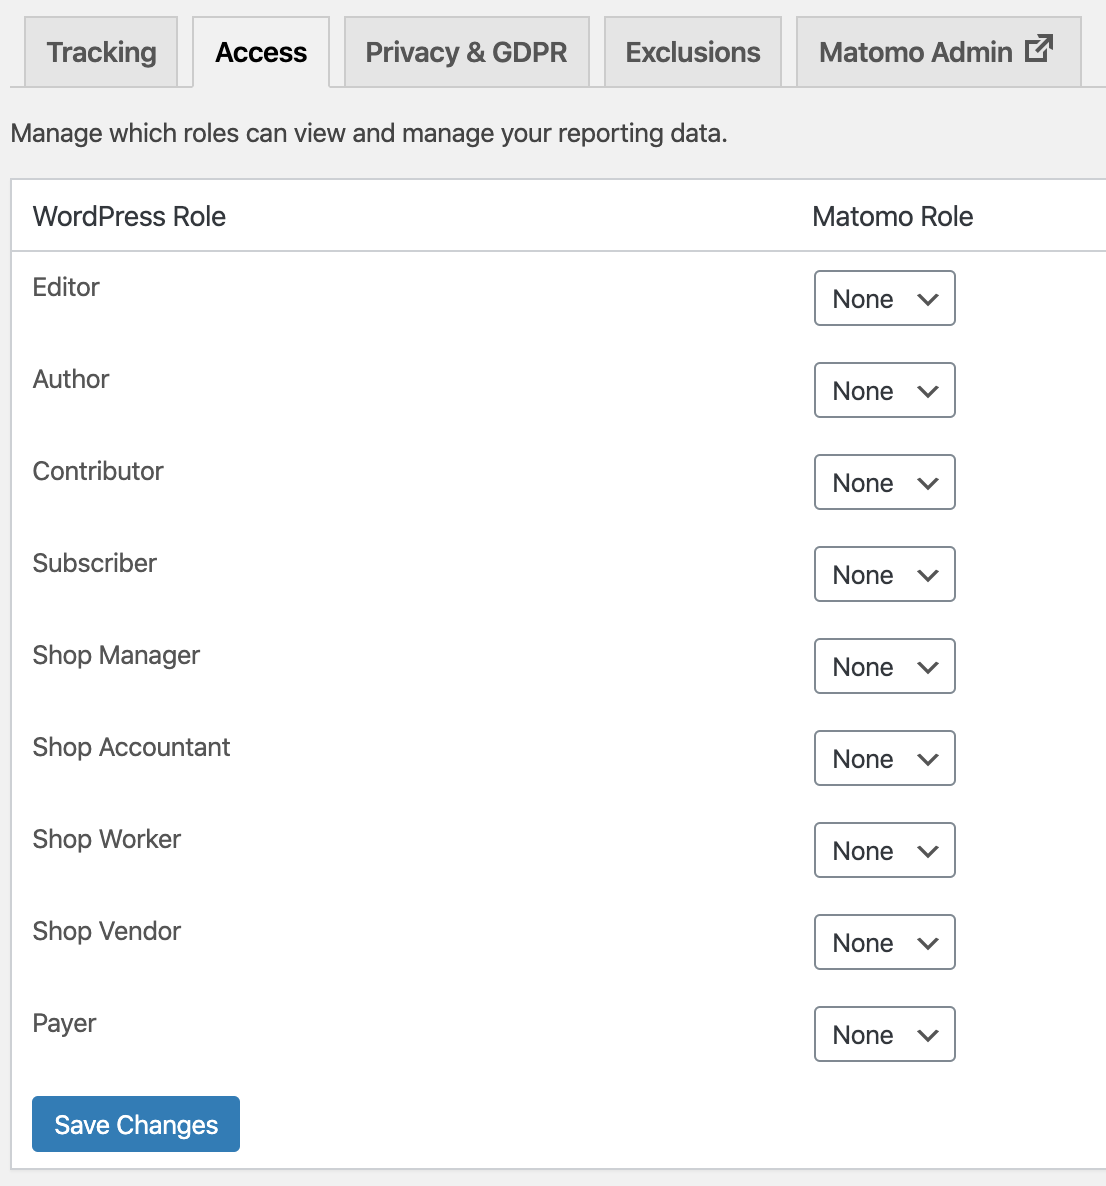 Tracking Access Privacy & GDPR Exclusions Matomo Admin
Manage which roles can view and manage your reporting data.
WordPress Role Matomo Role
Editor None
Author None
Contributor None
Subscriber None
Shop Manager None
Shop Accountant None
Shop Worker None
Shop Vendor None
Payer None
Save Changes